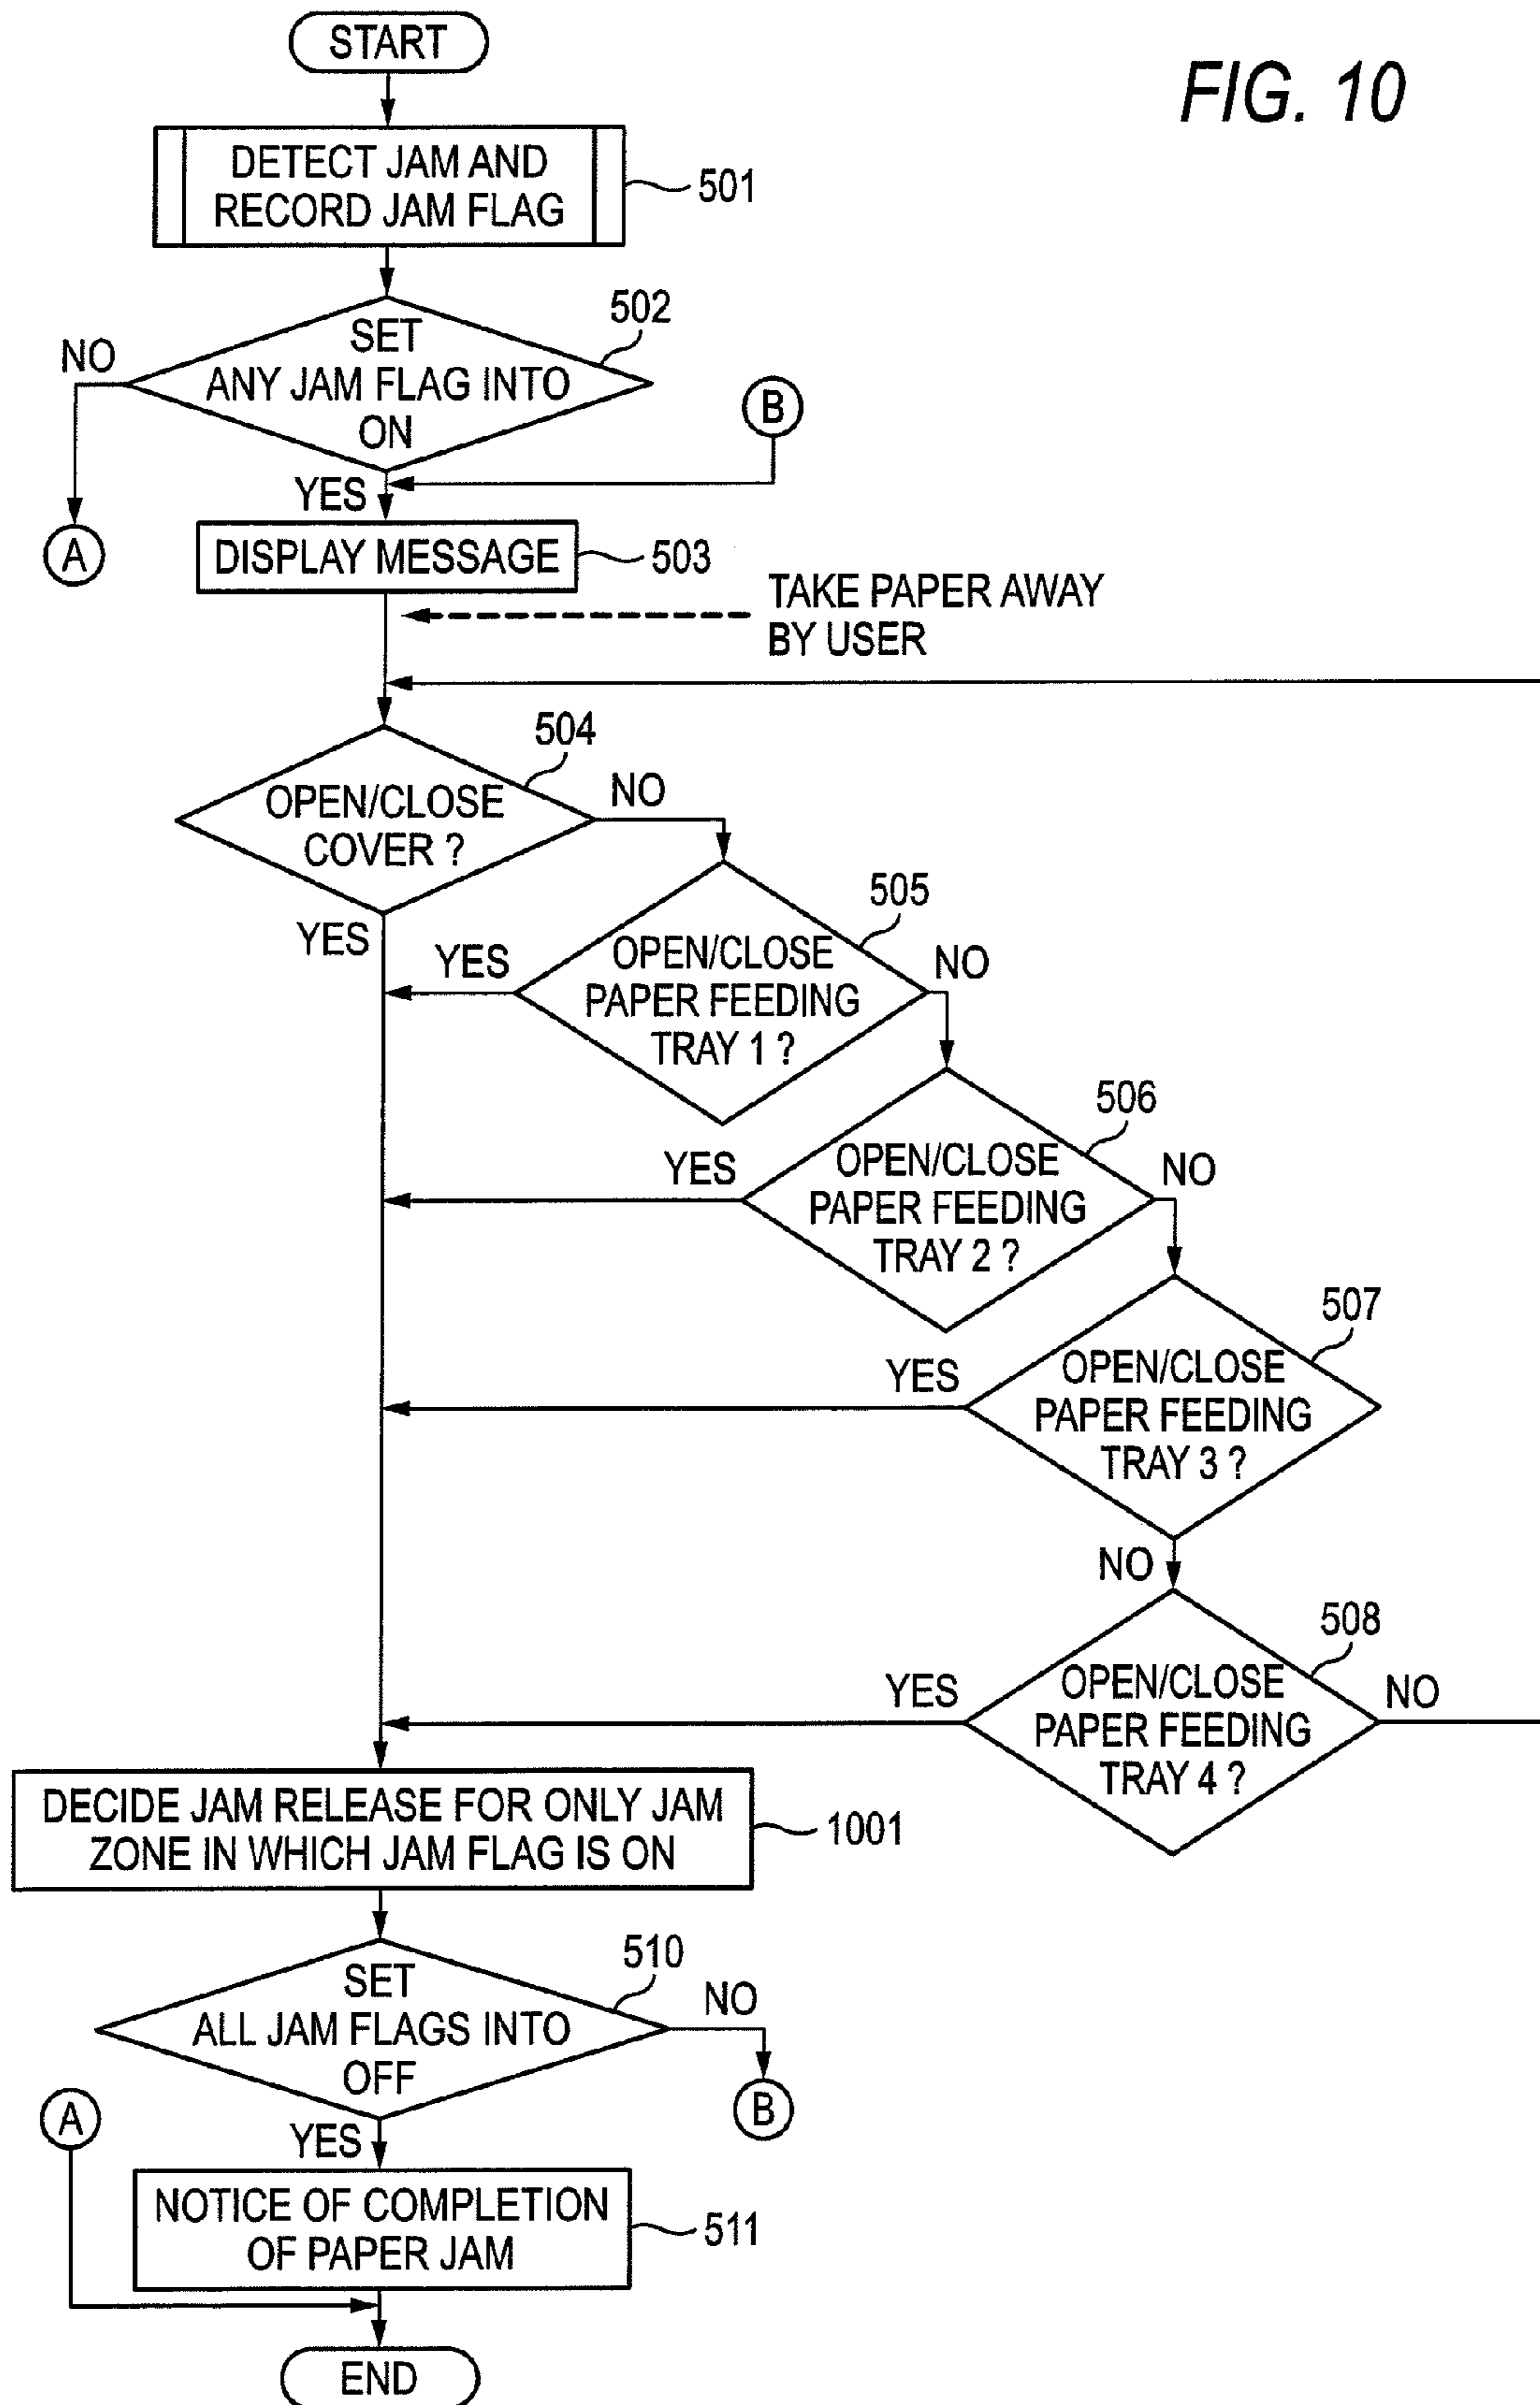 START
FIG. 10
DETECT JAM AND
RECORD JAM FLAG
501
502
SET
ANY JAM FLAG INTO
ON
NO
B
YES
A
DISPLAY MESSAGE
503
TAKE PAPER AWAY
BY USER
504
OPEN/CLOSE
COVER ?
NO
YES
505
OPEN/CLOSE
PAPER FEEDING
TRAY 1 ?
YES
NO
506
OPEN/CLOSE
PAPER FEEDING
TRAY 2 ?
YES
NO
507
OPEN/CLOSE
PAPER FEEDING
TRAY 3 ?
YES
NO
508
OPEN/CLOSE
PAPER FEEDING
TRAY 4 ?
YES
NO
DECIDE JAM RELEASE FOR ONLY JAM
ZONE IN WHICH JAM FLAG IS ON
1001
510
SET
ALL JAM FLAGS INTO
OFF
NO
B
A
YES
NOTICE OF COMPLETION
OF PAPER JAM
511
END